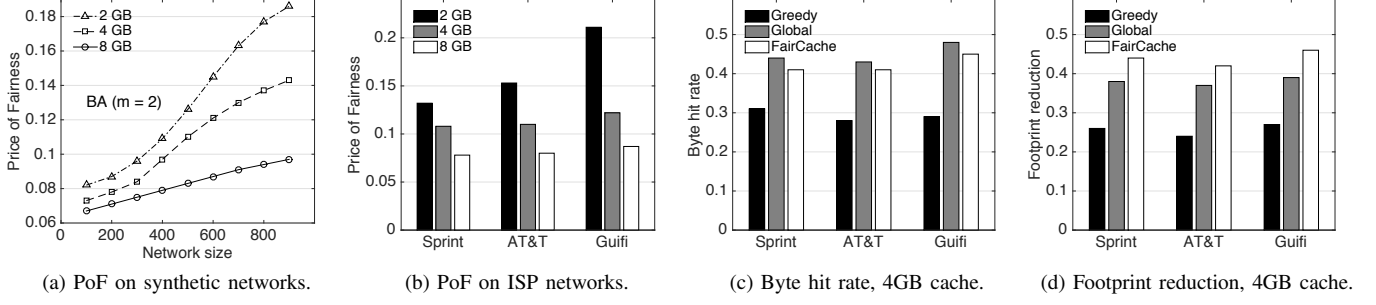 0.18
0.16
0.14
0.12
0.1
0.08
0.06
Price of Fairness
2 GB
4 GB
8 GB
BA (m = 2)
0 200 400 600 800
Network size
(a) PoF on synthetic networks.
0.2
0.15
0.1
0.05
0
Price of Fairness
2 GB
4 GB
8 GB
Sprint AT&T Guifi
(b) PoF on ISP networks.
0.5
0.4
0.3
0.2
0.1
0
Byte hit rate
Greedy
Global
FairCache
Sprint AT&T Guifi
(c) Byte hit rate, 4GB cache.
0.5
0.4
0.3
0.2
0.1
0
Footprint reduction
Greedy
Global
FairCache
Sprint AT&T Guifi
(d) Footprint reduction, 4GB cache.